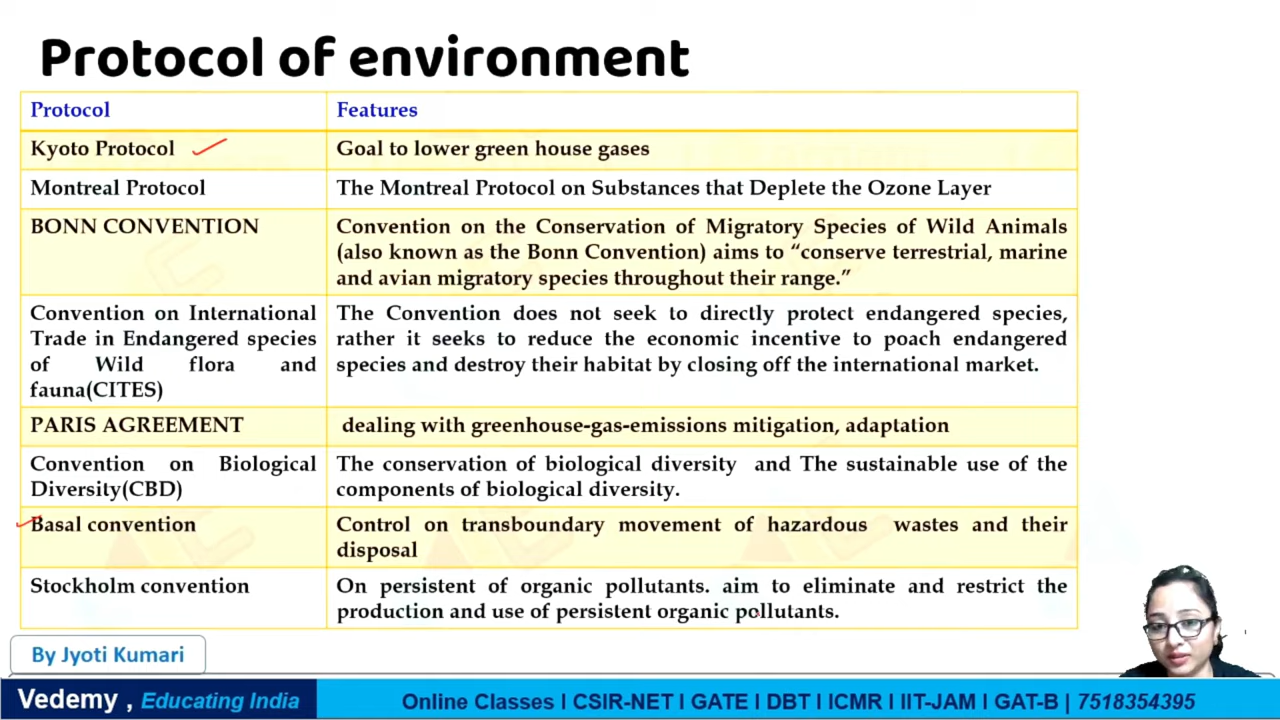 Protocol of environment
Protocol
Features
Kyoto Protocol
Goal to lower green house gases
Montreal Protocol
The Montreal Protocol on Substances that Deplete the Ozone Layer
BONN CONVENTION
Convention on the Conservation of Migratory Species of Wild Animals
(also known as the Bonn Convention) aims to “conserve terrestrial, marine
and avian migratory species throughout their range.”
Convention on International
Trade in Endangered species
of Wild flora and
fauna(CITES)
The Convention does not seek to directly protect endangered species,
rather it seeks to reduce the economic incentive to poach endangered
species and destroy their habitat by closing off the international market.
PARIS AGREEMENT
dealing with greenhouse-gas-emissions mitigation, adaptation
Convention on Biological
Diversity(CBD)
The conservation of biological diversity and The sustainable use of the
components of biological diversity.
Basal convention
Control on transboundary movement of hazardous wastes and their
disposal
Stockholm convention
On persistent of organic pollutants. aim to eliminate and restrict the
production and use of persistent organic pollutants.
By Jyoti Kumari
Vedemy , Educating India
Online Classes I CSIR-NET I GATE I DBT I ICMR I IIT-JAM I GAT-B | 7518354395